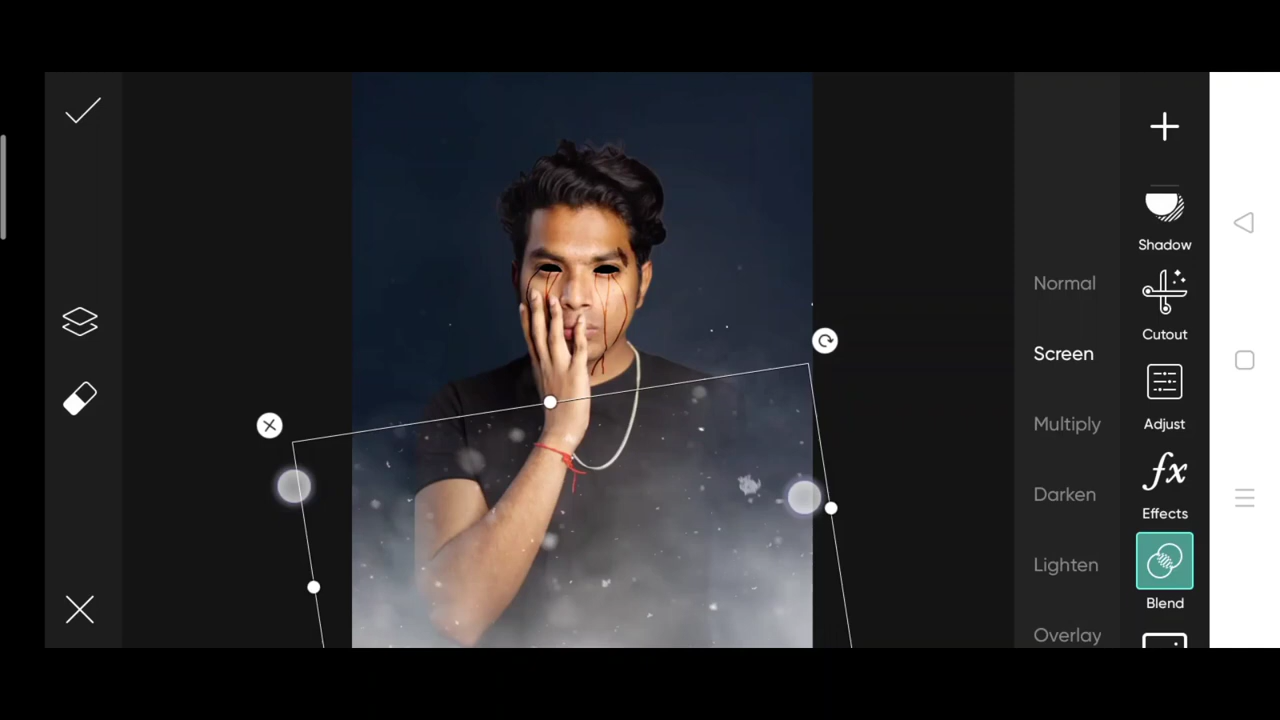 Normal
Screen
Multiply
Darken
Lighten
Overlay
Shadow
Cutout
Adjust
fx
Effects
Blend